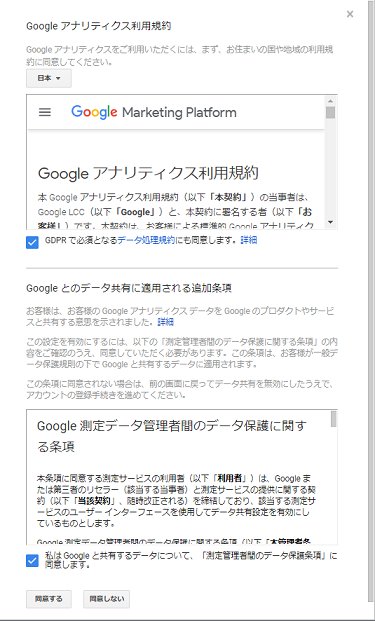 Google アナリティクス利用規約
Google アナリティクスをご利用いただくには、まず、お住まいの国や地域の利用規
約に同意してください。
日本
Google Marketing Platform
Google アナリティクス利用規約
本 Google アナリティクス利用規約（以下「本契約」）の当事者は、
Google LCC（以下「Google」）と、本契約に署名する者（以下「お
客様」）です。本契約は、お客様による標準的 Google アナリティク
GDPR で必須となるデータ処理規約にも同意します。詳細
Google とのデータ共有に適用される追加条項
お客様は、お客様の Google アナリティクス データを Google のプロダクトやサービ
スと共有する意思を示されました。詳細
この設定を有効にするには、以下の「測定管理者間のデータ保護に関する条項」の内
容をご確認のうえ、同意していただく必要があります。この条項は、お客様が一般デ
ータ保護規則の下で Google と共有するデータに適用されます。
この条項に同意されない場合は、前の画面に戻ってデータ共有を無効にしたうえで、
アカウントの登録手続きを進めてください。
Google 測定データ管理者間のデータ保護に関す
る条項
本条項に同意する測定サービスの利用者（以下「利用者」）は、Google ま
たは第三者のリセラー（該当する当事者）と測定サービスの提供に関する契
約（以下「当該契約」、随時改正される）を締結しており、該当する測定サ
ービスのユーザー インターフェースを使用してデータ共有設定を有効にし
ているものとします。
Google 測定データ管理者間のデータ保護に関する条項（以下「本管理者条
私は Google と共有するデータについて、「測定管理者間のデータ保護条項」に
同意します。
同意する
同意しない